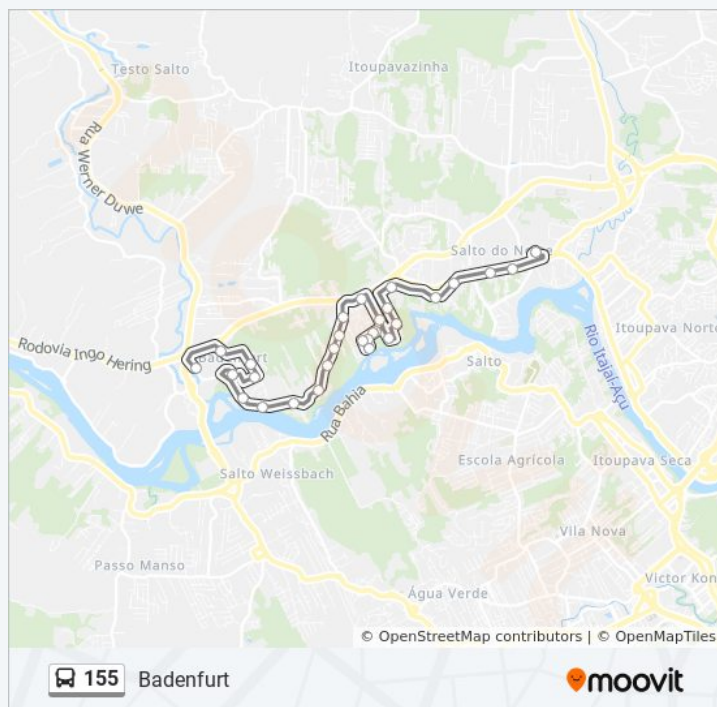 Testo Salto
Itoupavazinha
Rua Werner Duwe
Salto do Norte
Itoupava Norte
Rio Itajaí-Açu
Rodovia Ingo Hering
Salto
Rua Bahia
Escola Agrícola
Itoupava Seca
Salto Weissbach
Vila Nova
Passo Manso
Victor Kon
Água Verde
© OpenStreetMap contributors | © OpenMapTiles
155 Badenfurt
moovit